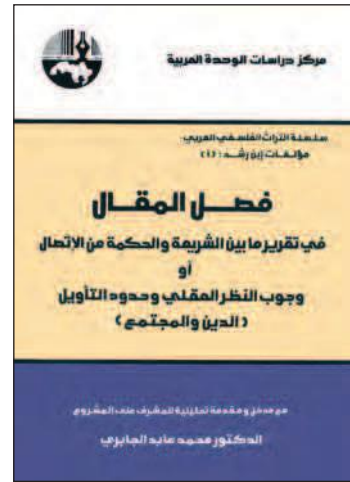 مركز دراسات الوحدة العربية
سلسلة التراث الفلسفي العربي
مؤلفات ابن رشد: (١)
فصل المقال
في تقرير ما بين الشريعة والحكمة من الإتصال
أو
وجوب النظر العقلي وحدود التأويل
(الدين والمجتمع)
مع مدخل ومقدمة تحليلية للمشرف على المشروع
الدكتور محمد عابد الجابري